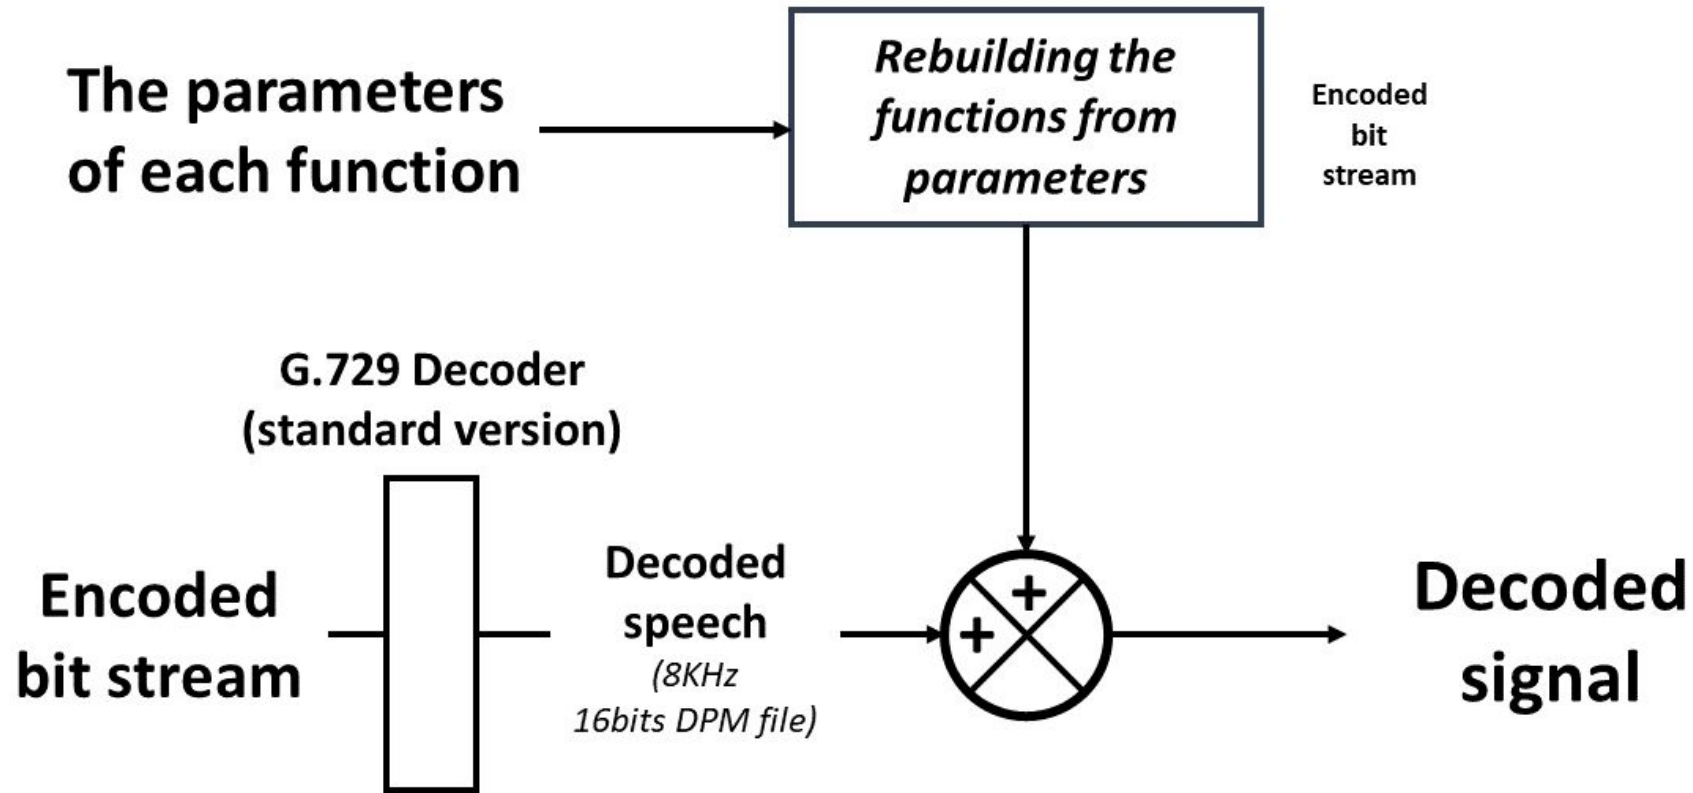 The parameters
of each function
Rebuilding the
functions from
parameters
Encoded
bit
stream
G.729 Decoder
(standard version)
Encoded
bit stream
Decoded
speech
(8KHz
16bits DPM file)
+
+
Decoded
signal